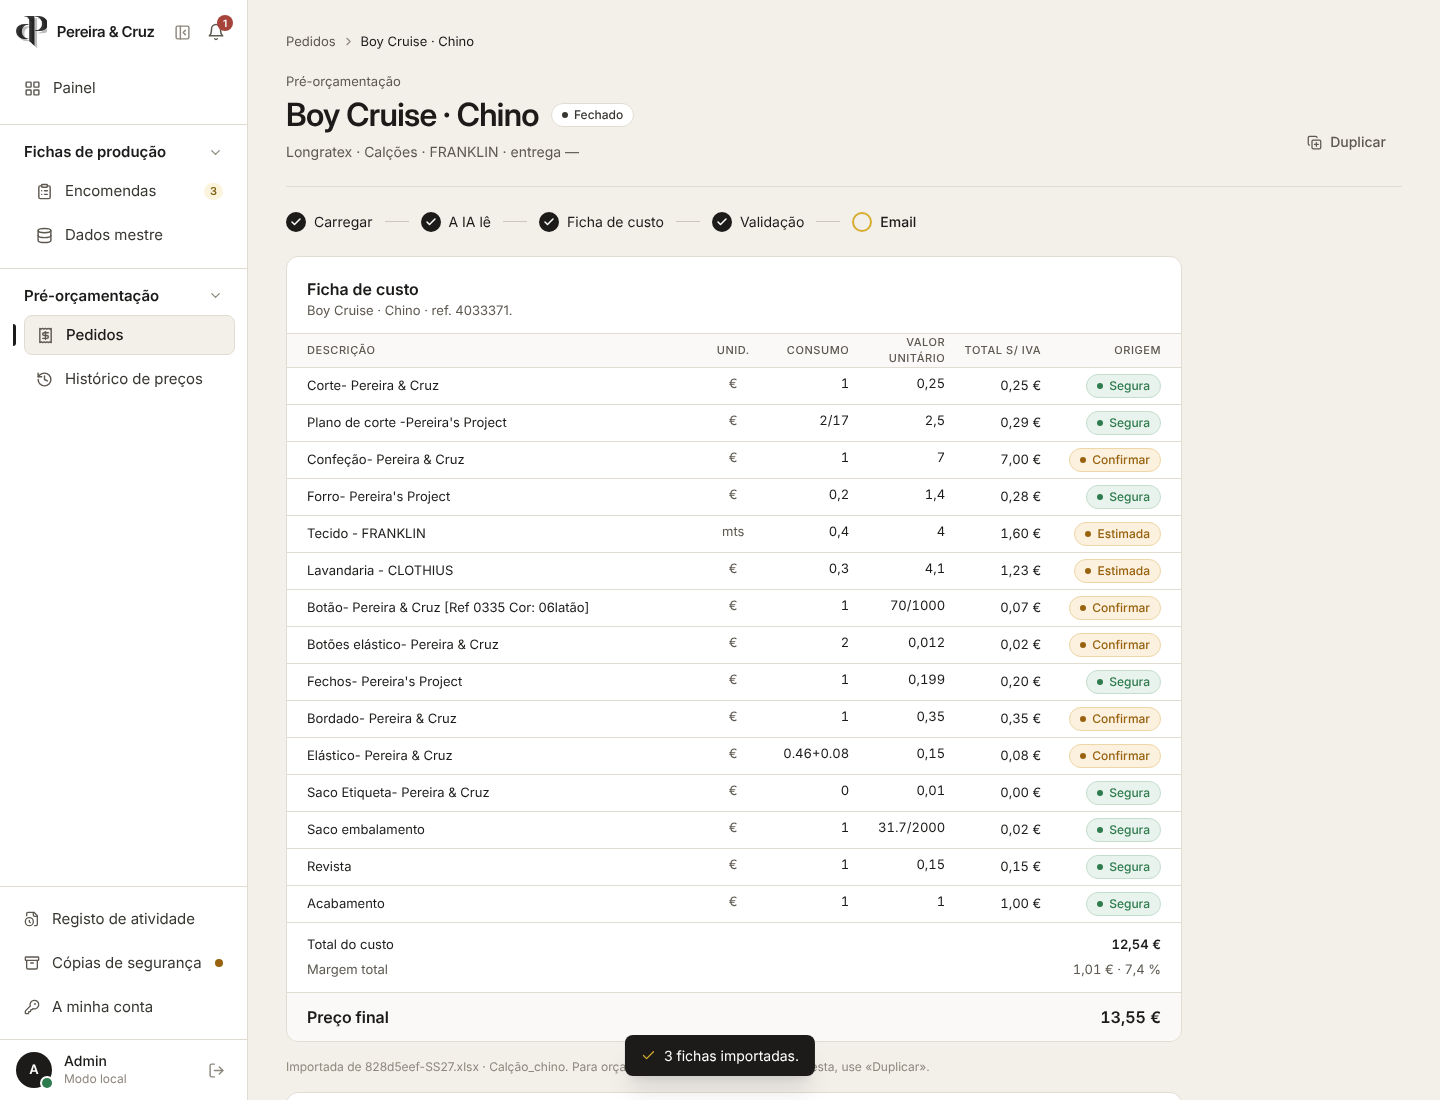 Pereira & Cruz
1
Painel
Fichas de produção
Encomendas
3
Dados mestre
Pré-orçamentação
Pedidos
Histórico de preços
Registo de atividade
Cópias de segurança
A minha conta
A
Admin
Modo local
Pedidos
Boy Cruise · Chino
Pré-orçamentação
Boy Cruise · Chino
Fechado
Longratex · Calções · FRANKLIN · entrega —
Duplicar
Carregar
A IA lê
Ficha de custo
Validação
Email
Ficha de custo
Boy Cruise · Chino · ref. 4033371.
DESCRIÇÃO UNID. CONSUMO VALOR UNITÁRIO TOTAL S/ IVA ORIGEM
Corte- Pereira & Cruz € 1 0,25 0,25 € Segura
Plano de corte -Pereira's Project € 2/17 2,5 0,29 € Segura
Confeção- Pereira & Cruz € 1 7 7,00 € Confirmar
Forro- Pereira's Project € 0,2 1,4 0,28 € Segura
Tecido - FRANKLIN mts 0,4 4 1,60 € Estimada
Lavandaria - CLOTHIUS € 0,3 4,1 1,23 € Estimada
Botão- Pereira & Cruz [Ref 0335 Cor: 06latão] € 1 70/1000 0,07 € Confirmar
Botões elástico- Pereira & Cruz € 2 0,012 0,02 € Confirmar
Fechos- Pereira's Project € 1 0,199 0,20 € Segura
Bordado- Pereira & Cruz € 1 0,35 0,35 € Confirmar
Elástico- Pereira & Cruz € 0.46+0.08 0,15 0,08 € Confirmar
Saco Etiqueta- Pereira & Cruz € 0 0,01 0,00 € Segura
Saco embalamento € 1 31.7/2000 0,02 € Segura
Revista € 1 0,15 0,15 € Segura
Acabamento € 1 1 1,00 € Segura
Total do custo 12,54 €
Margem total 1,01 € · 7,4 %
Preço final 13,55 €
3 fichas importadas.
Importada de 828d5eef-SS27.xlsx · Calção_chino. Para orça esta, use «Duplicar».